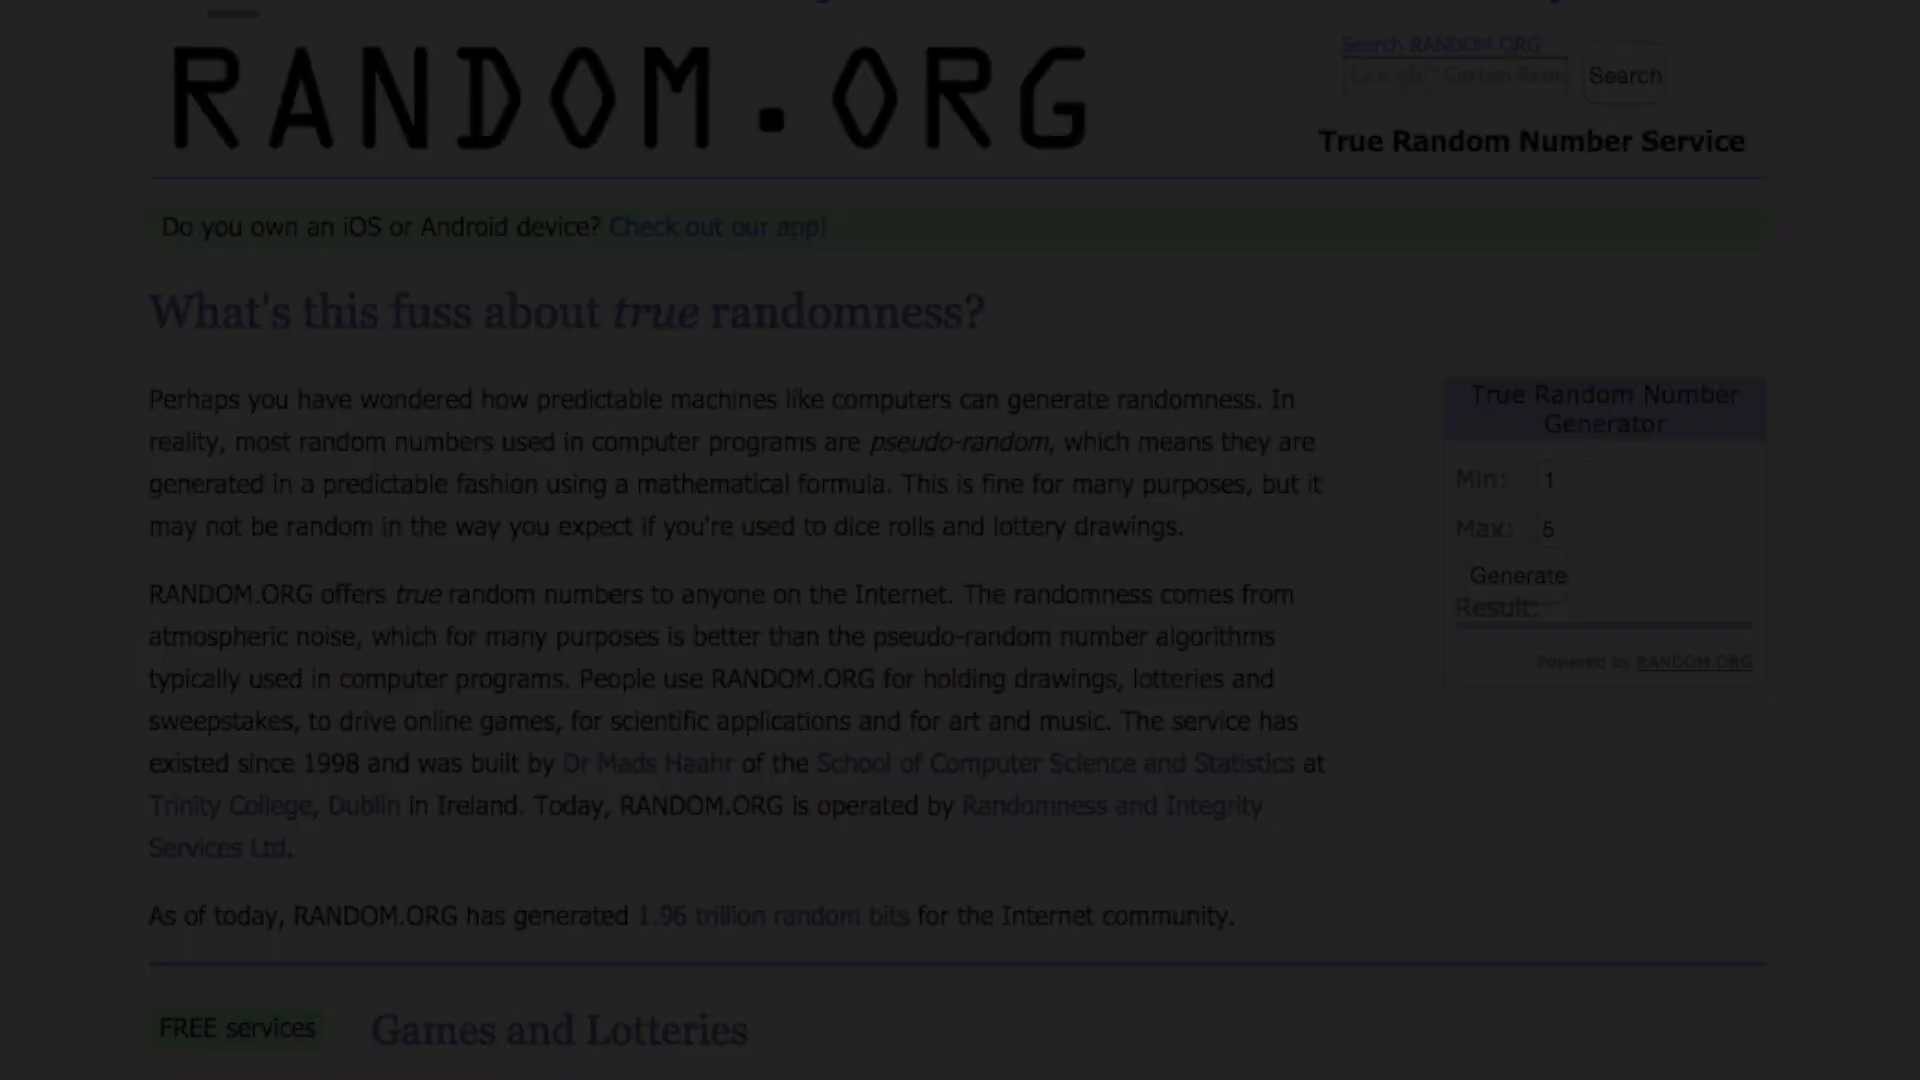 RANDOM.ORG
Search RANDOM.ORG
Search
True Random Number Service
Do you own an iOS or Android device? Check out our app!
What's this fuss about true randomness?
Perhaps you have wondered how predictable machines like computers can generate randomness. In
reality, most random numbers used in computer programs are pseudo-random, which means they are
generated in a predictable fashion using a mathematical formula. This is fine for many purposes, but it
may not be random in the way you expect if you're used to dice rolls and lottery drawings.
RANDOM.ORG offers true random numbers to anyone on the Internet. The randomness comes from
atmospheric noise, which for many purposes is better than the pseudo-random number algorithms
typically used in computer programs. People use RANDOM.ORG for holding drawings, lotteries and
sweepstakes, to drive online games, for scientific applications and for art and music. The service has
existed since 1998 and was built by Dr Mads Haahr of the School of Computer Science and Statistics at
Trinity College, Dublin in Ireland. Today, RANDOM.ORG is operated by Randomness and Integrity
Services Ltd.
As of today, RANDOM.ORG has generated 1.96 trillion random bits for the Internet community.
True Random Number
Generator
Min: 1
Max: 5
Generate
Result:
Powered by RANDOM.ORG
FREE services
Games and Lotteries